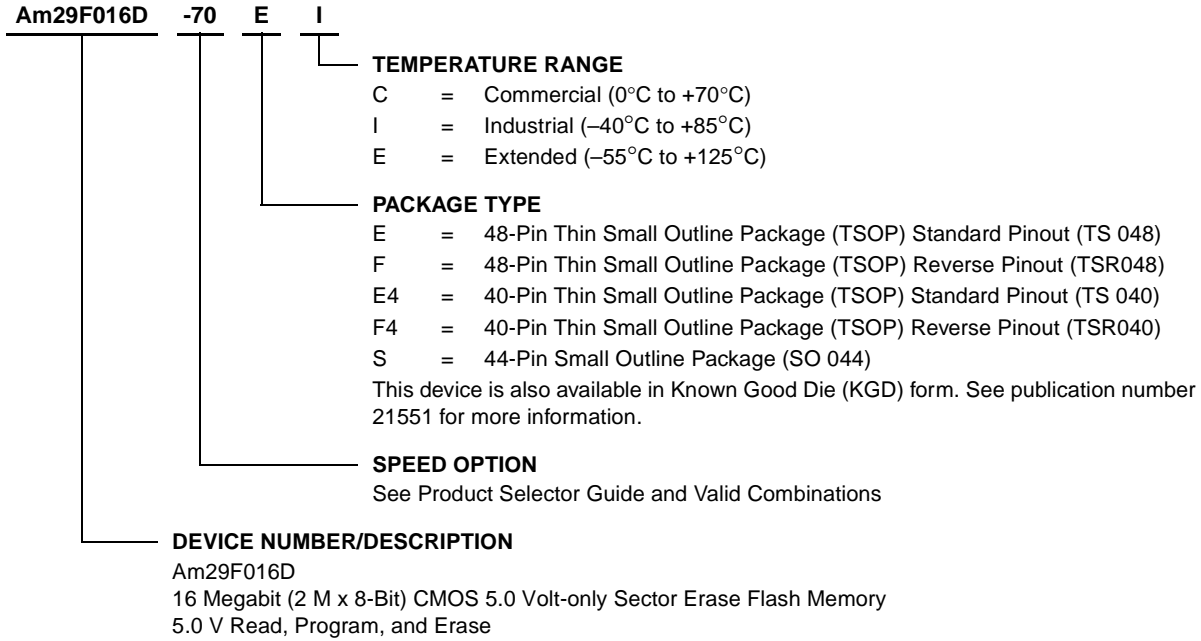 Am29F016D -70 E I
TEMPERATURE RANGE
C = Commercial (0°C to +70°C)
I = Industrial (–40°C to +85°C)
E = Extended (–55°C to +125°C)
PACKAGE TYPE
E = 48-Pin Thin Small Outline Package (TSOP) Standard Pinout (TS 048)
F = 48-Pin Thin Small Outline Package (TSOP) Reverse Pinout (TSR048)
E4 = 40-Pin Thin Small Outline Package (TSOP) Standard Pinout (TS 040)
F4 = 40-Pin Thin Small Outline Package (TSOP) Reverse Pinout (TSR040)
S = 44-Pin Small Outline Package (SO 044)
This device is also available in Known Good Die (KGD) form. See publication number
21551 for more information.
SPEED OPTION
See Product Selector Guide and Valid Combinations
DEVICE NUMBER/DESCRIPTION
Am29F016D
16 Megabit (2 M x 8-Bit) CMOS 5.0 Volt-only Sector Erase Flash Memory
5.0 V Read, Program, and Erase